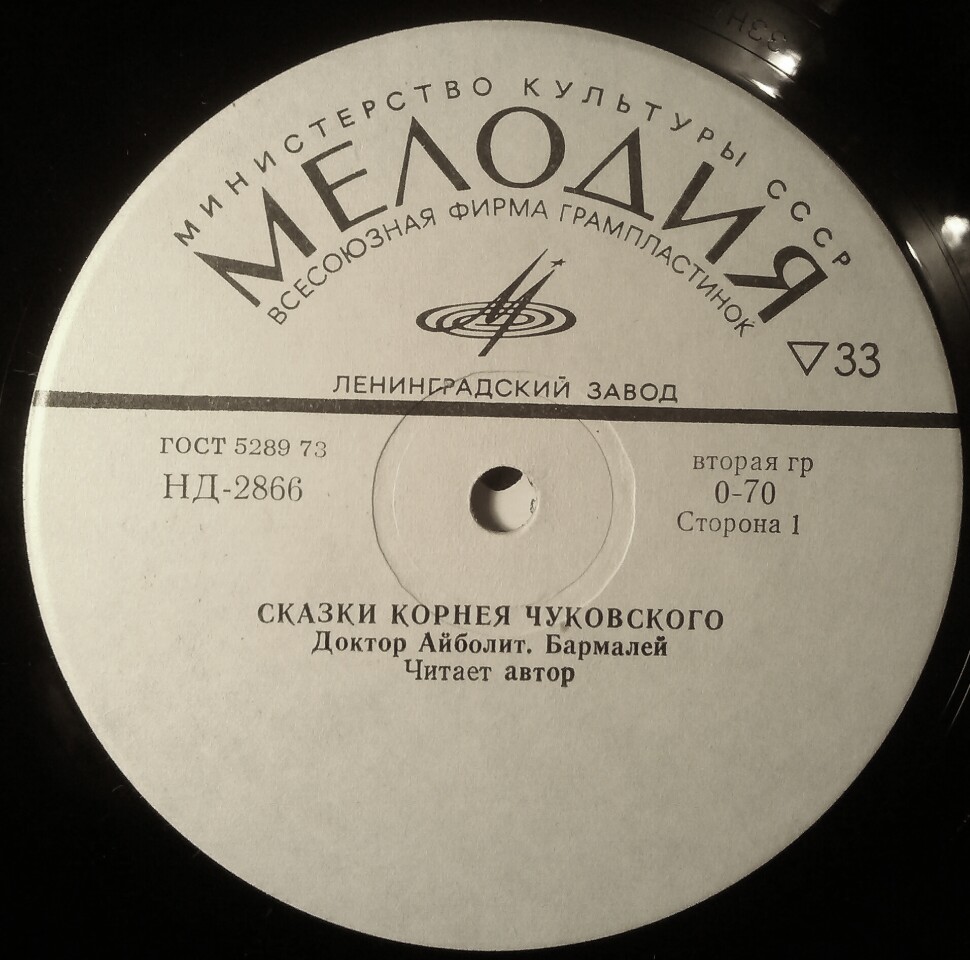 МИНИСТЕРСТВО КУЛЬТУРЫ СССР
МЕЛОДИЯ
ВСЕСОЮЗНАЯ ФИРМА ГРАМПЛАСТИНОК
▽33
ЛЕНИНГРАДСКИЙ ЗАВОД
ГОСТ 5289 73
НД-2866
вторая гр
0-70
Сторона 1
СКАЗКИ КОРНЕЯ ЧУКОВСКОГО
Доктор Айболит. Бармалей
Читает автор